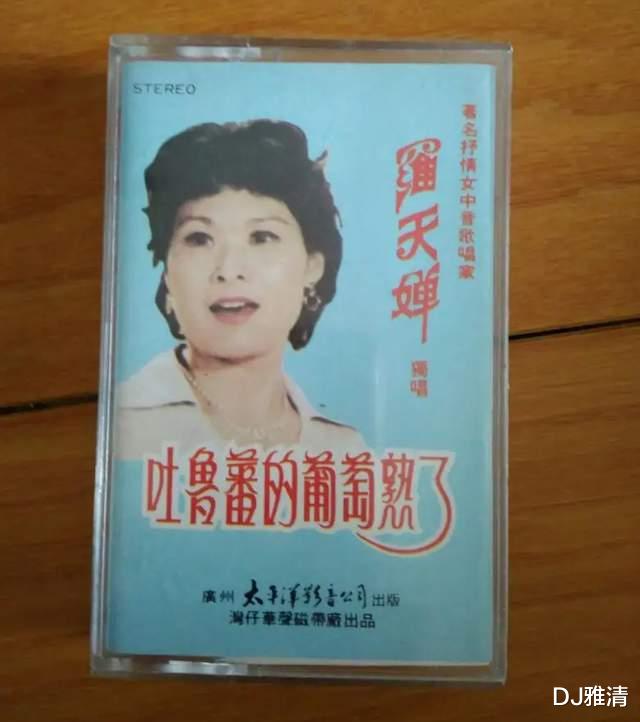 STEREO
著名抒情女中音歌唱家
羅天嬋
獨唱
吐魯蕃的葡萄熟了
廣州 太平洋影音公司 出版
灣仔華聲磁帶廠出品
DJ雅清